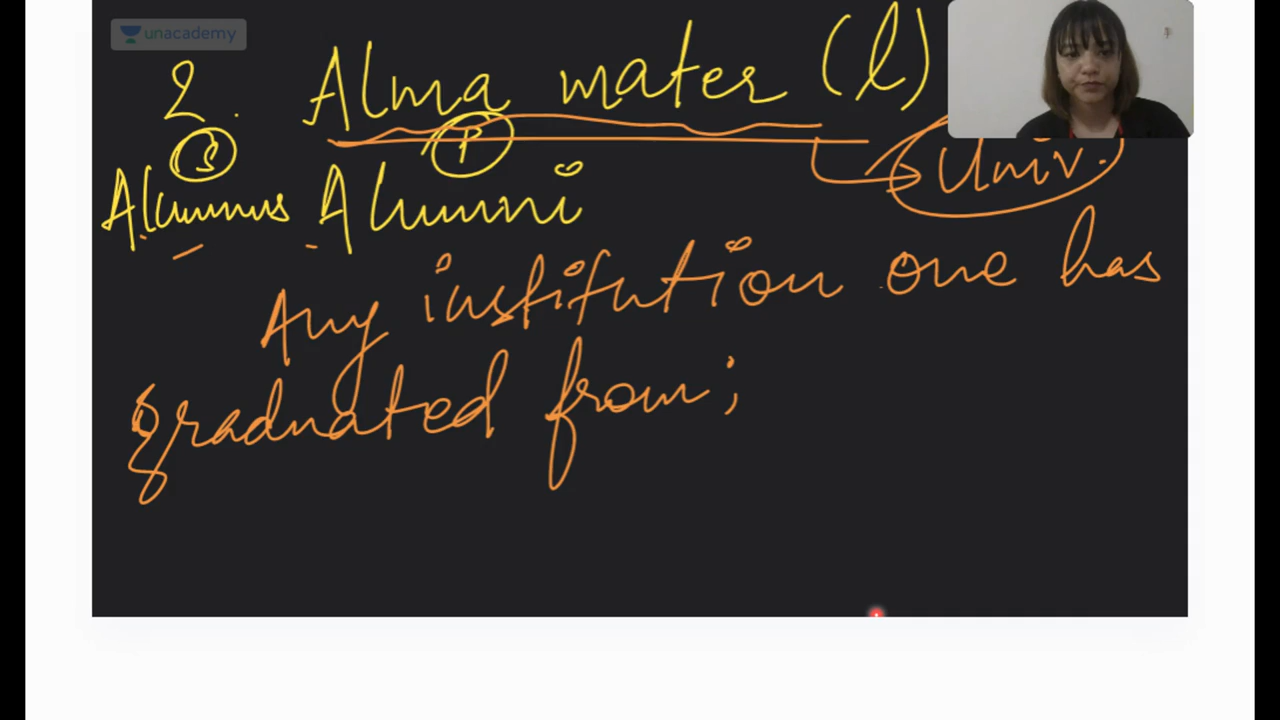 unacademy
2. Alma mater (l)
S P
Univ.
Alumnus Alumni
Any institution one has
graduated from;